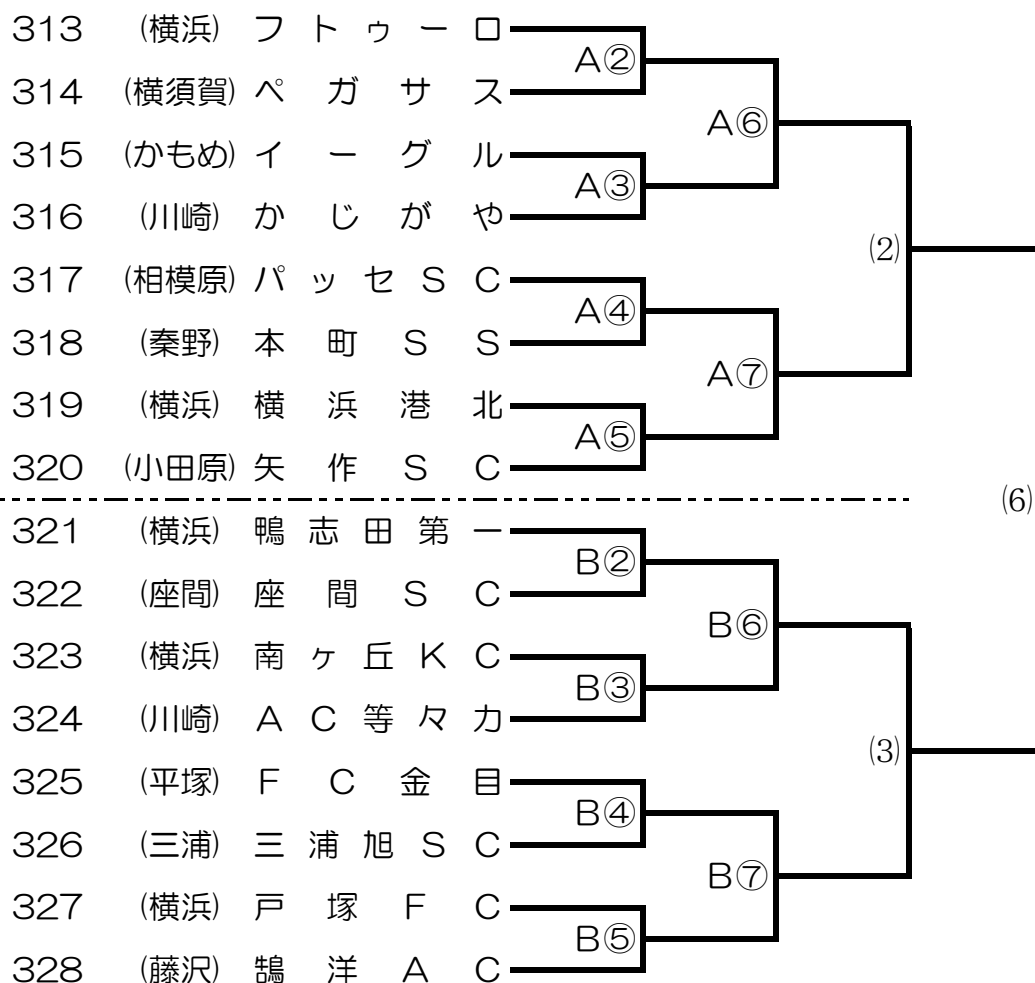 313 (横浜) フトゥーロ
A②
314 (横須賀) ペガサス
A⑥
315 (かもめ) イーグル
A③
316 (川崎) かじがや
(2)
317 (相模原) パッセSC
A④
318 (秦野) 本町SS
A⑦
319 (横浜) 横浜港北
A⑤
320 (小田原) 矢作SC
(6)
321 (横浜) 鴨志田第一
B②
322 (座間) 座間SC
B⑥
323 (横浜) 南ヶ丘KC
B③
324 (川崎) AC等々力
(3)
325 (平塚) FC金目
B④
326 (三浦) 三浦旭SC
B⑦
327 (横浜) 戸塚FC
B⑤
328 (藤沢) 鵠洋AC